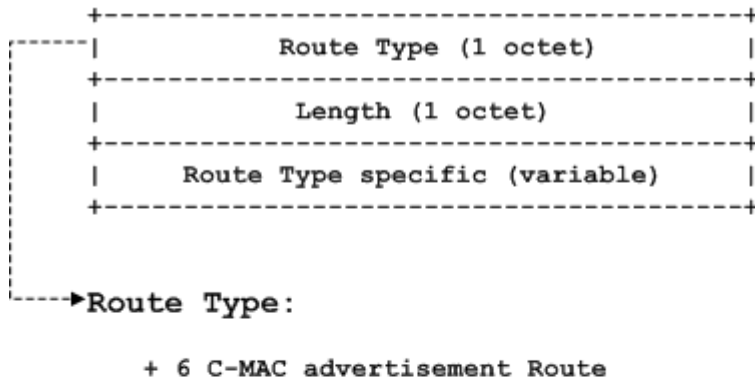 Route Type (1 octet)
Length (1 octet)
Route Type specific (variable)
Route Type:
+ 6 C-MAC advertisement Route